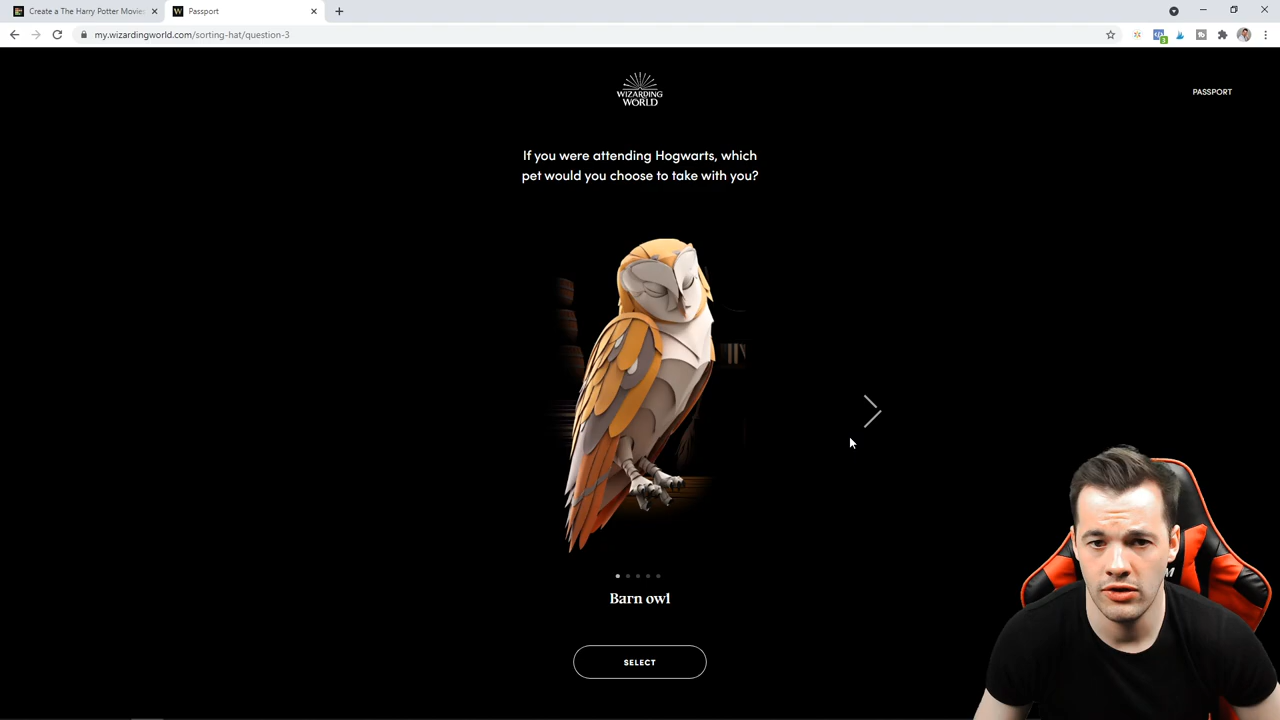 Create a The Harry Potter Movies
Passport
my.wizardingworld.com/sorting-hat/question-3
WIZARDING
WORLD
PASSPORT
If you were attending Hogwarts, which
pet would you choose to take with you?
Barn owl
SELECT